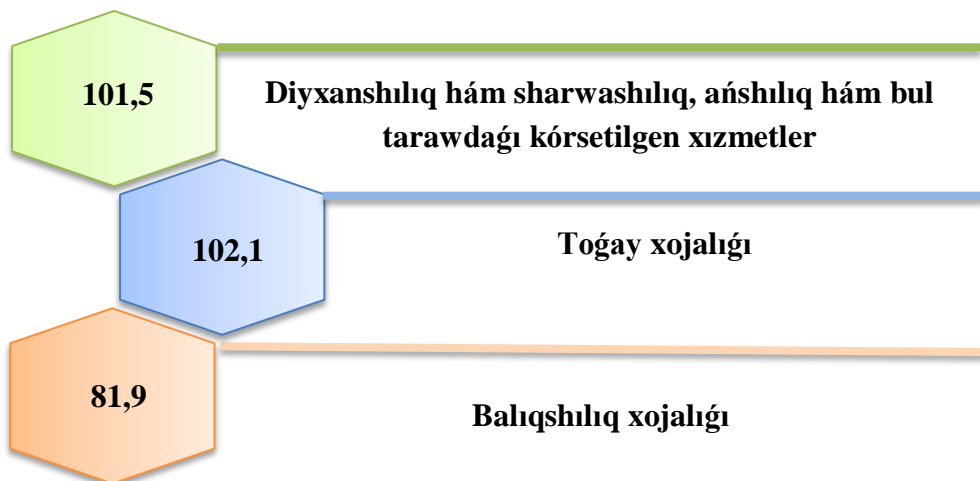 101,5
Diyxanshılıq hám sharwashılıq, ańshılıq hám bul
tarawdaǵı kórsetilgen xızmetler
102,1
Toǵay xojalıǵı
81,9
Balıqshılıq xojalıǵı